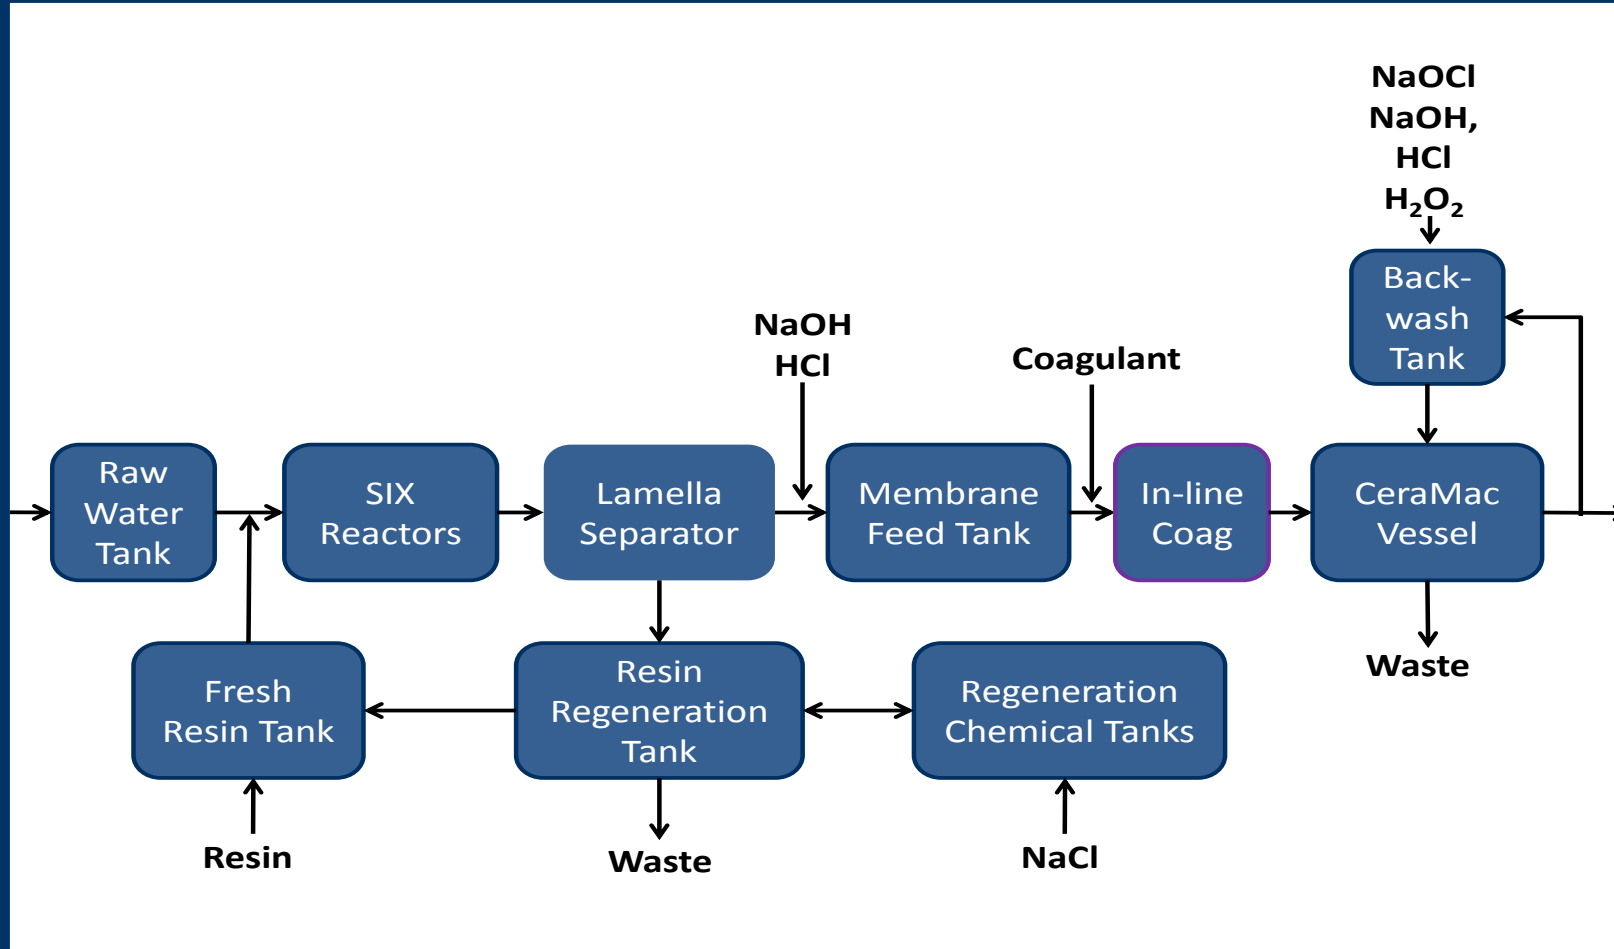 NaOCl
NaOH,
HCl
H₂O₂
Back-
wash
Tank
NaOH
HCl
Coagulant
Raw
Water
Tank
SIX
Reactors
Lamella
Separator
Membrane
Feed Tank
In-line
Coag
CeraMac
Vessel
Waste
Fresh
Resin Tank
Resin
Regeneration
Tank
Regeneration
Chemical Tanks
Resin
Waste
NaCl